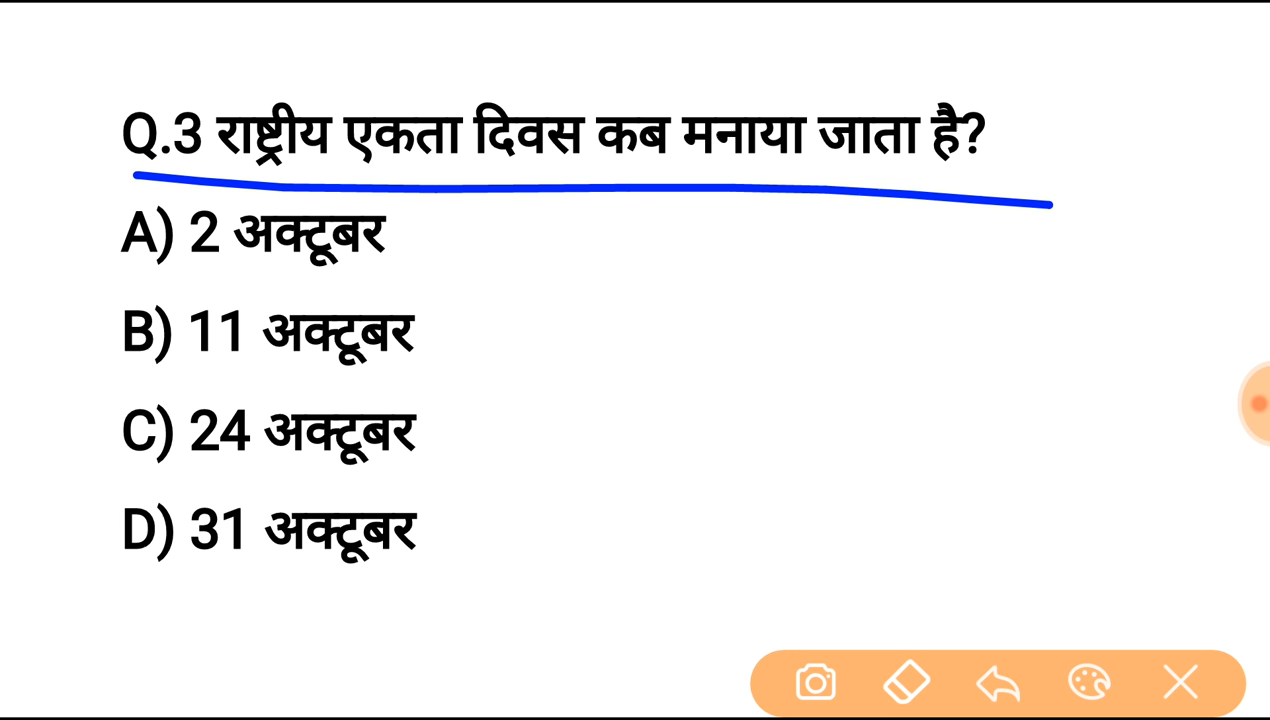 Q.3 राष्ट्रीय एकता दिवस कब मनाया जाता है?
A) 2 अक्टूबर
B) 11 अक्टूबर
C) 24 अक्टूबर
D) 31 अक्टूबर